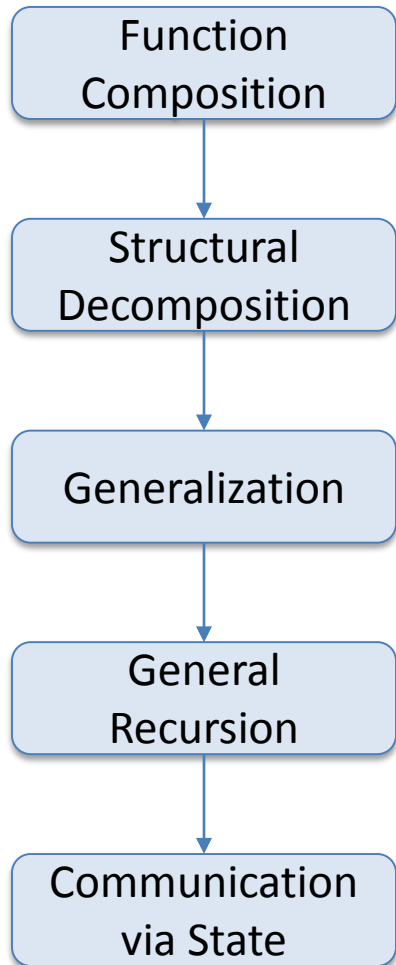 Function
Composition
Structural
Decomposition
Generalization
General
Recursion
Communication
via State